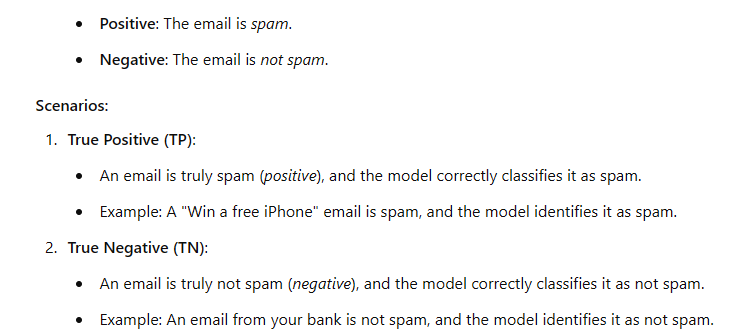 • Positive: The email is spam.
• Negative: The email is not spam.
Scenarios:
1. True Positive (TP):
• An email is truly spam (positive), and the model correctly classifies it as spam.
• Example: A "Win a free iPhone" email is spam, and the model identifies it as spam.
2. True Negative (TN):
• An email is truly not spam (negative), and the model correctly classifies it as not spam.
• Example: An email from your bank is not spam, and the model identifies it as not spam.